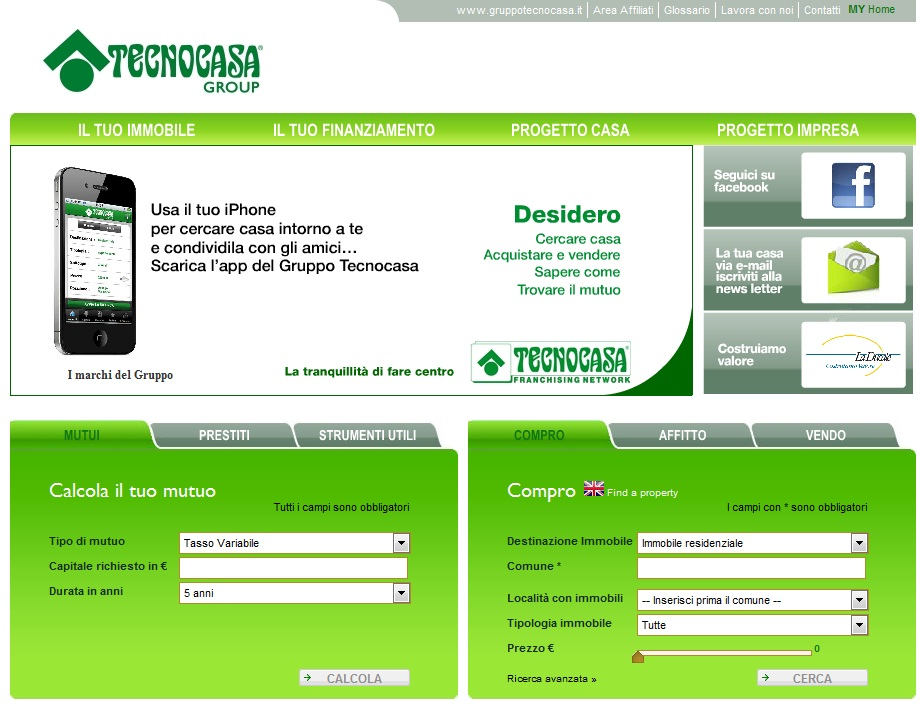 www.gruppotecnocasa.it | Area Affiliati | Glossario | Lavora con noi | Contatti MY Home
TECNOCASA®
GROUP
IL TUO IMMOBILE IL TUO FINANZIAMENTO PROGETTO CASA PROGETTO IMPRESA
Usa il tuo iPhone
per cercare casa intorno a te
e condividila con gli amici...
Scarica l'app del Gruppo Tecnocasa
TECNOCASA
Desidero
Cercare casa
Acquistare e vendere
Sapere come
Trovare il mutuo
I marchi del Gruppo
La tranquillità di fare centro
TECNOCASA®
FRANCHISING NETWORK
Seguici su
facebook
f
La tua casa
via e-mail
iscriviti alla
news letter
@
Costruiamo
valore
Costruiamo Valore
MUTUI PRESTITI STRUMENTI UTILI
Calcola il tuo mutuo
Tutti i campi sono obbligatori
Tipo di mutuo Tasso Variabile
Capitale richiesto in €
Durata in anni 5 anni
CALCOLA
COMPRO AFFITTO VENDO
Compro Find a property
I campi con * sono obbligatori
Destinazione Immobile Immobile residenziale
Comune *
Località con immobili -- Inserisci prima il comune --
Tipologia immobile Tutte
Prezzo € 0
Ricerca avanzata » CERCA